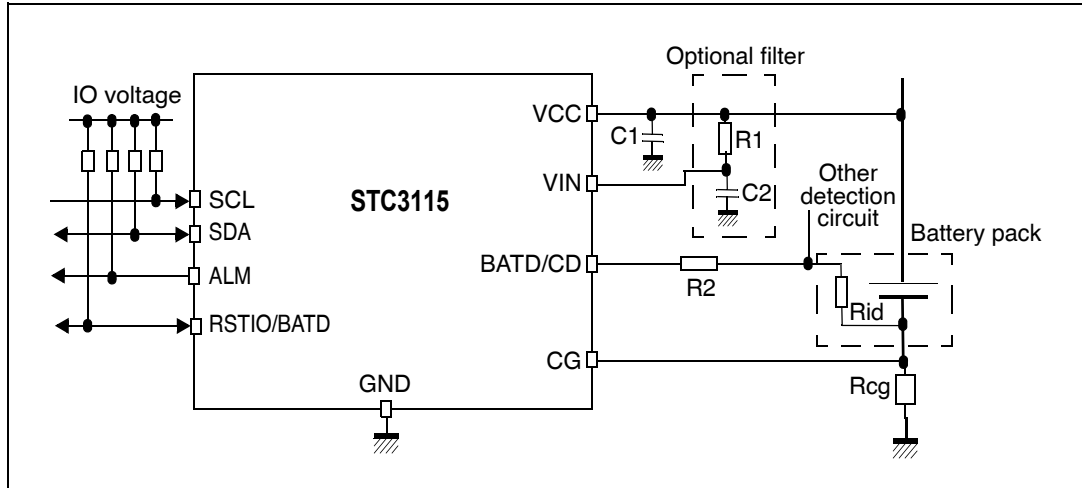 Optional filter
IO voltage
VCC
C1
R1
VIN
C2
STC3115
SCL
SDA
ALM
RSTIO/BATD
Other
detection
circuit
Battery pack
BATD/CD
R2
Rid
CG
GND
Rcg